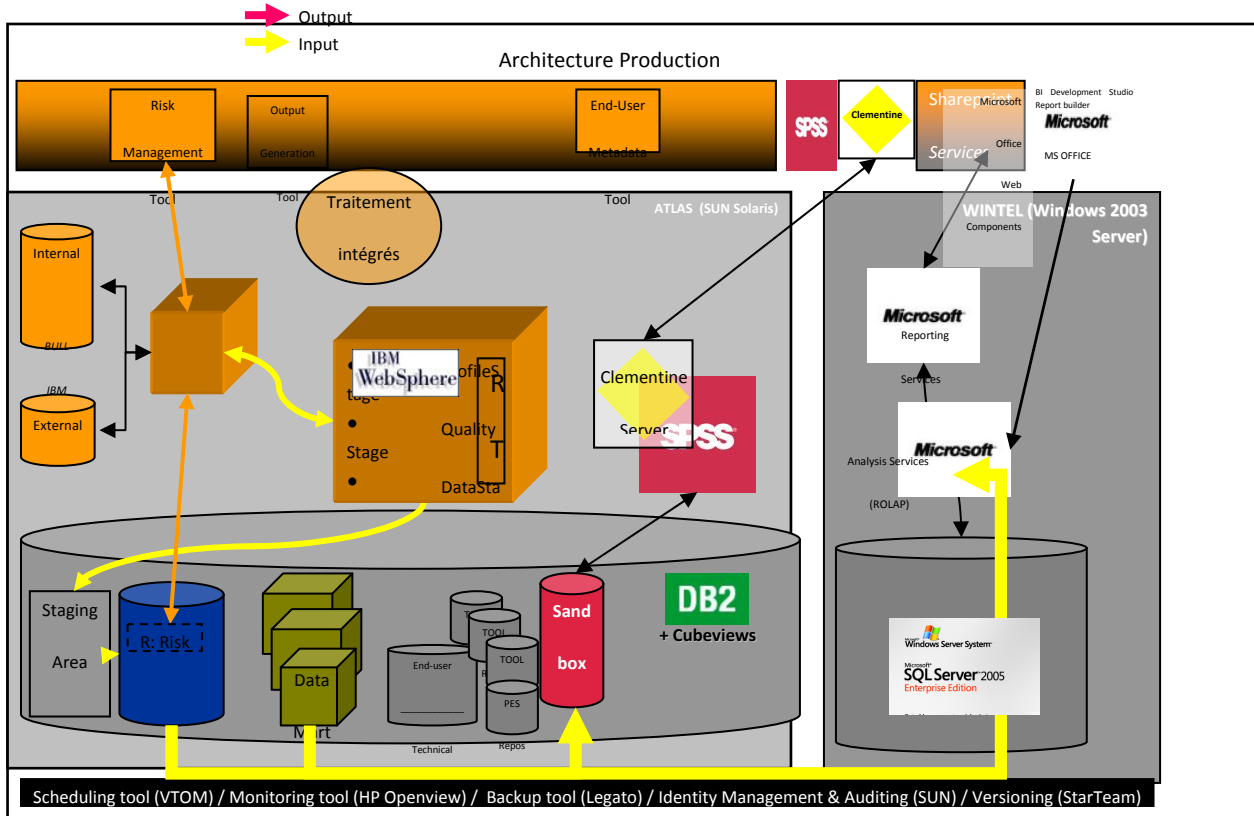 Output
Input
Architecture Production
Risk
Management
Tool
Output
Generation
Tool
End-User
Metadata
Tool
SPSS
Clementine
Sharepoint
Services
Microsoft
Office
Web
Components
BI Development Studio
Report builder
Microsoft
MS OFFICE
Traitement
intégrés
ATLAS (SUN Solaris)
WINTEL (Windows 2003
Server)
Internal
BULL
IBM
External
IBM
WebSphere
ofileS
tage
Quality
Stage
DataSta
R
T
Clementine
Server
SPSS
Microsoft
Reporting
Services
Microsoft
Analysis Services
(ROLAP)
Staging
Area
R: Risk
Data
Mart
End-user
Technical
TOOL
TOOL
PES
Repos
Sand
box
DB2
+ Cubeviews
Microsoft
Windows Server System
Microsoft
SQL Server 2005
Enterprise Edition
Scheduling tool (VTOM) / Monitoring tool (HP Openview) / Backup tool (Legato) / Identity Management & Auditing (SUN) / Versioning (StarTeam)